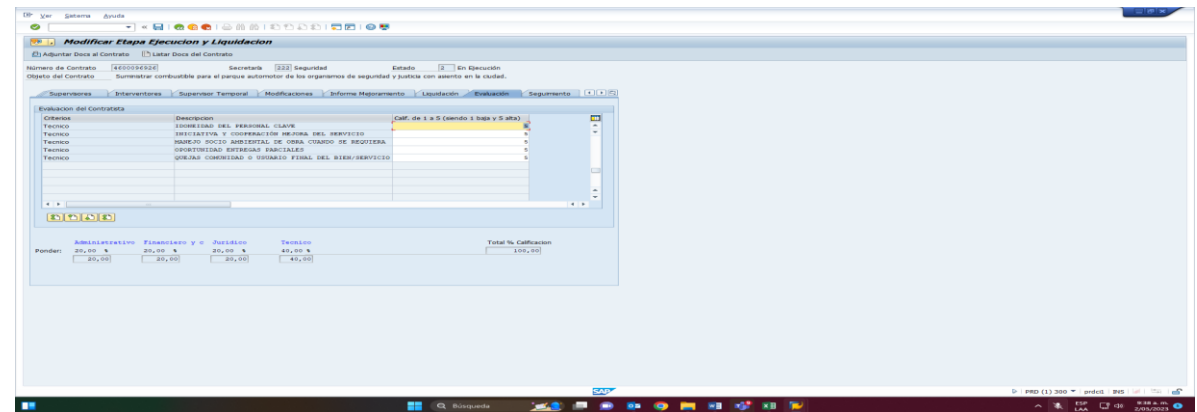 Ver Sistema Ayuda
Modificar Etapa Ejecucion y Liquidacion
Adjuntar Docs al Contrato Listar Docs del Contrato
Número de Contrato 4600096926 Secretaría 222 Seguridad Estado 2 En Ejecución
Objeto del Contrato Suministrar combustible para el parque automotor de los organismos de seguridad y justicia con asiento en la ciudad.
Supervisores Interventores Supervisor Temporal Modificaciones Informe Mejoramiento Liquidación Evaluación Seguimiento
Evaluacion del Contratista
Criterios Descripcion Calif. de 1 a 5 (siendo 1 baja y 5 alta)
Tecnico IDONEIDAD DEL PERSONAL CLAVE 5
Tecnico INICIATIVA Y COOPERACIÓN MEJORA DEL SERVICIO 5
Tecnico MANEJO SOCIO AMBIENTAL DE OBRA CUANDO SE REQUIERA 5
Tecnico OPORTUNIDAD ENTREGAS PARCIALES 5
Tecnico QUEJAS COMUNIDAD O USUARIO FINAL DEL BIEN/SERVICIO 5
Administrativo Financiero y c Juridico Tecnico Total % Calificacion
Ponder: 20,00 % 20,00 % 20,00 % 40,00 % 100,00
20,00 20,00 20,00 40,00
SAP
PRD (1) 300 prdci1 INS
Búsqueda
ESP 9:38 a. m.
LAA 2/05/2023